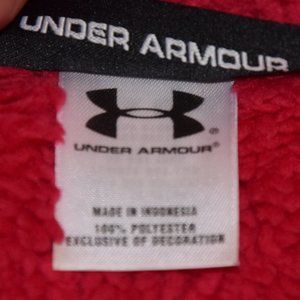 UNDER ARMOUR
®
UNDER ARMOUR®
MADE IN INDONESIA
100% POLYESTER
EXCLUSIVE OF DECORATION